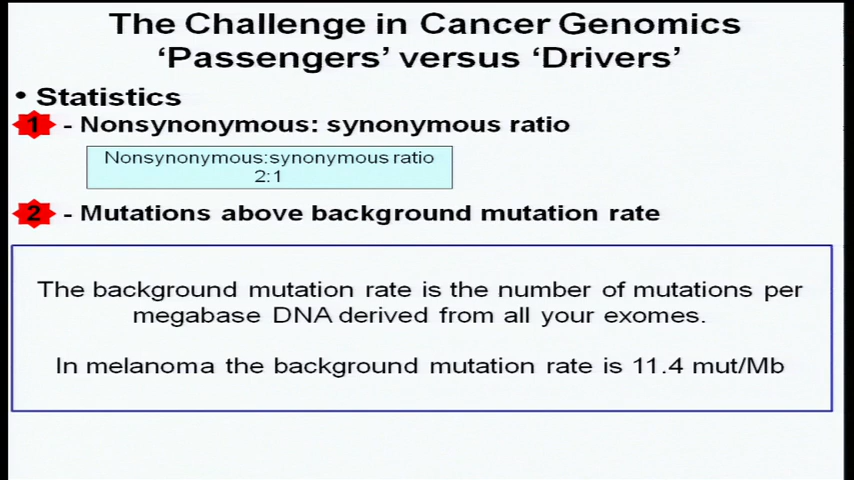 The Challenge in Cancer Genomics
'Passengers' versus 'Drivers'
• Statistics
1 - Nonsynonymous: synonymous ratio
Nonsynonymous:synonymous ratio
2:1
2 - Mutations above background mutation rate
The background mutation rate is the number of mutations per
megabase DNA derived from all your exomes.
In melanoma the background mutation rate is 11.4 mut/Mb